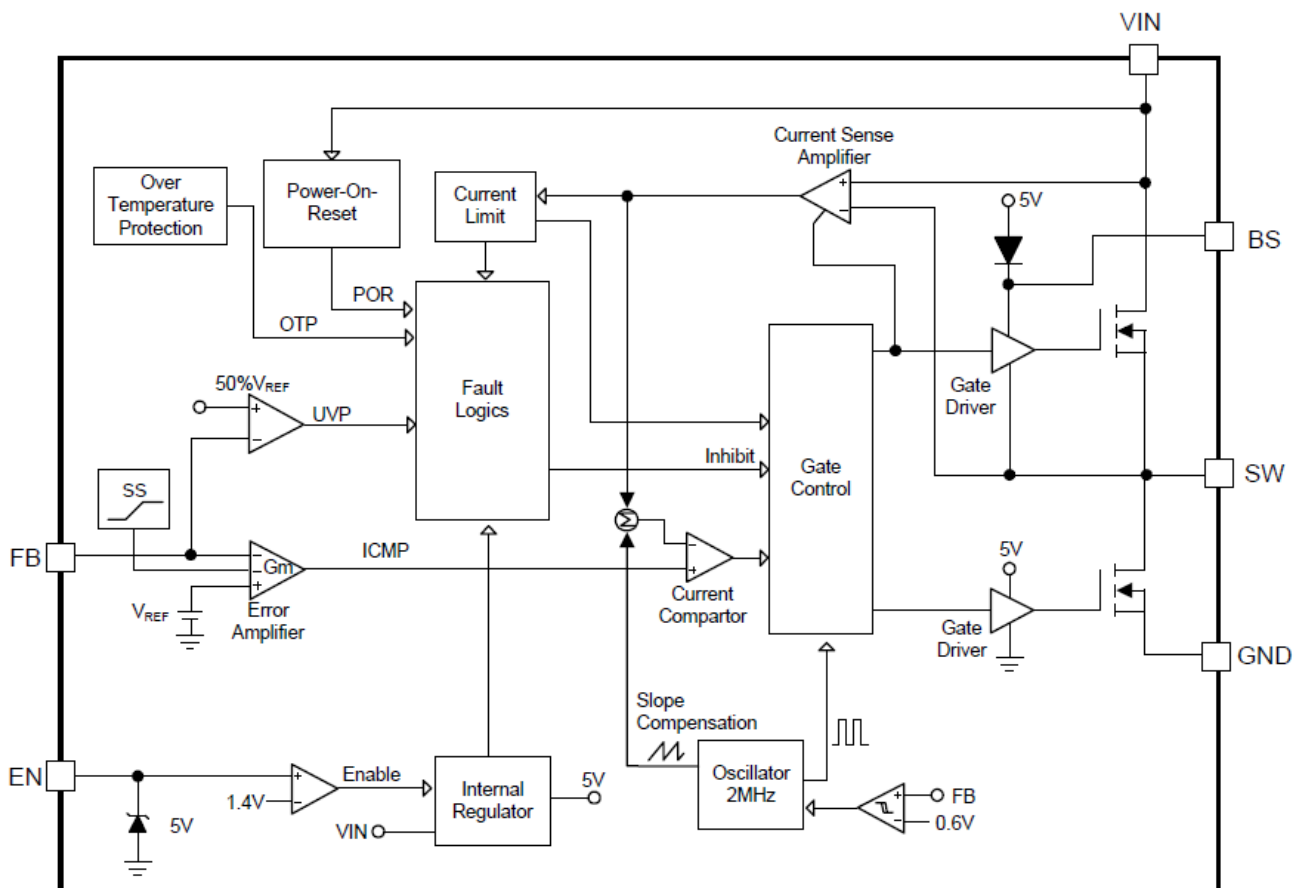 VIN
Current Sense
Amplifier
Over
Temperature
Protection
Power-On-
Reset
Current
Limit
+
−
5V
BS
POR
OTP
50%VREF
+
−
UVP
Fault
Logics
Gate
Driver
Inhibit
Gate
Control
SW
SS
Σ
FB
−
−
+
Gm
ICMP
−
+
Current
Compartor
5V
VREF
Error
Amplifier
Gate
Driver
GND
Slope
Compensation
EN
+
−
1.4V
Enable
Internal
Regulator
5V
Oscillator
2MHz
+
−
FB
0.6V
5V
VIN